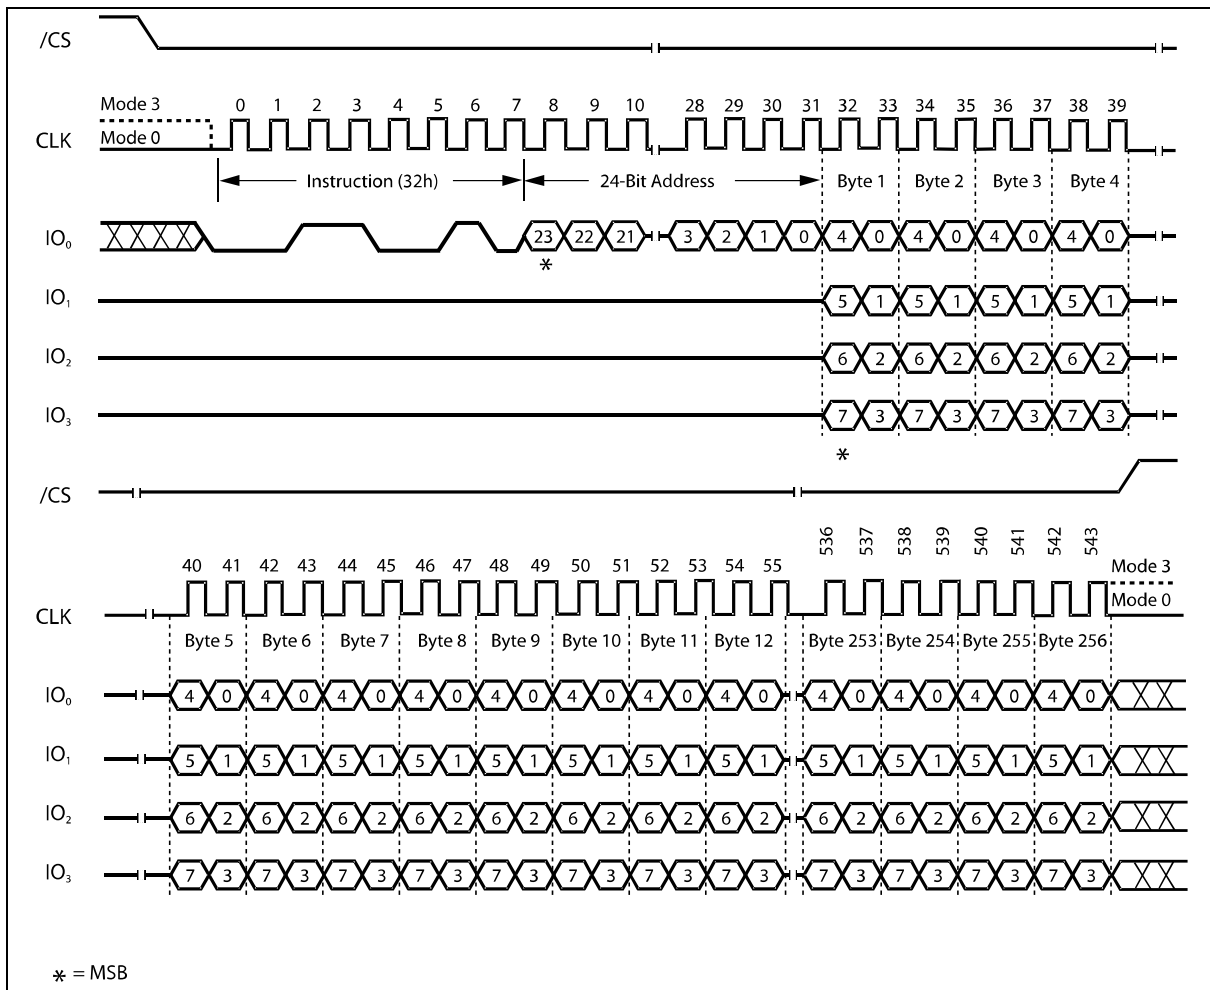 /CS
Mode 3
0 1 2 3 4 5 6 7 8 9 10 28 29 30 31 32 33 34 35 36 37 38 39
CLK
Mode 0
Instruction (32h) 24-Bit Address Byte 1 Byte 2 Byte 3 Byte 4
IO₀ 23 22 21 3 2 1 0 4 0 4 0 4 0 4 0
*
IO₁ 5 1 5 1 5 1 5 1
IO₂ 6 2 6 2 6 2 6 2
IO₃ 7 3 7 3 7 3 7 3
*
/CS
40 41 42 43 44 45 46 47 48 49 50 51 52 53 54 55 536 537 538 539 540 541 542 543
Mode 3
CLK
Mode 0
Byte 5 Byte 6 Byte 7 Byte 8 Byte 9 Byte 10 Byte 11 Byte 12 Byte 253 Byte 254 Byte 255 Byte 256
IO₀ 4 0 4 0 4 0 4 0 4 0 4 0 4 0 4 0 4 0 4 0 4 0 4 0
IO₁ 5 1 5 1 5 1 5 1 5 1 5 1 5 1 5 1 5 1 5 1 5 1 5 1
IO₂ 6 2 6 2 6 2 6 2 6 2 6 2 6 2 6 2 6 2 6 2 6 2 6 2
IO₃ 7 3 7 3 7 3 7 3 7 3 7 3 7 3 7 3 7 3 7 3 7 3 7 3
* = MSB